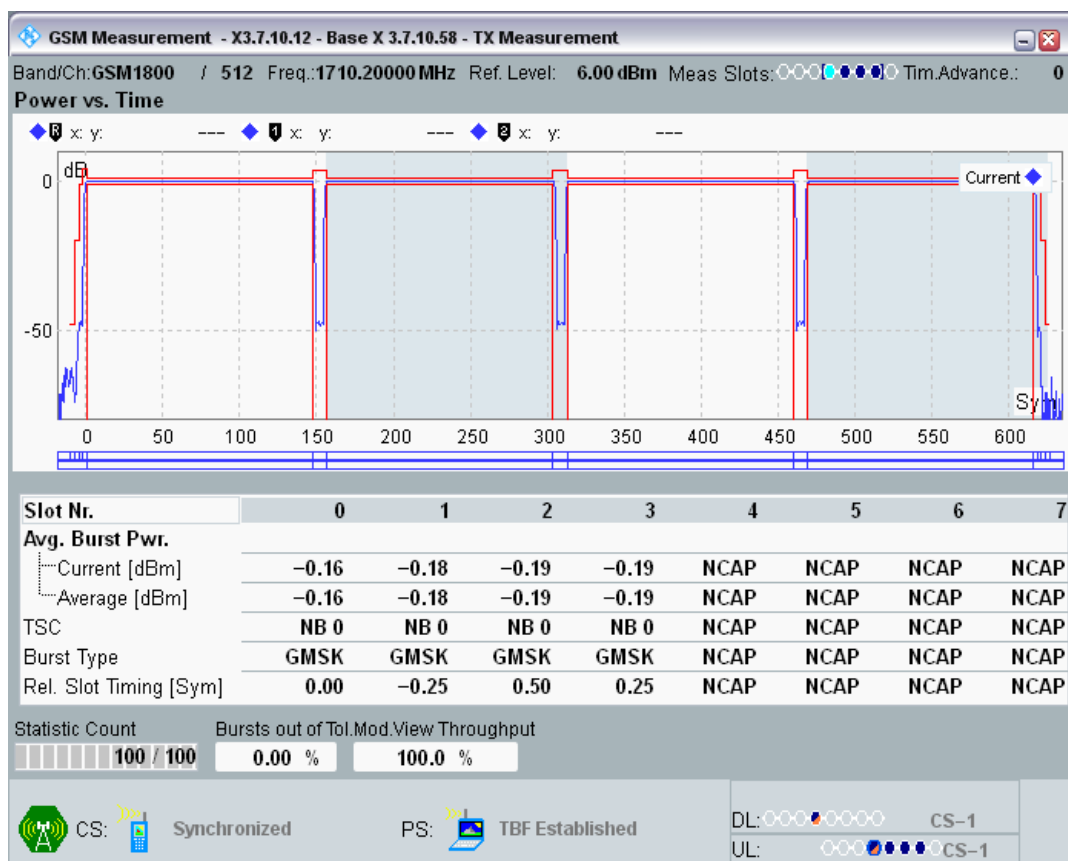 GSM Measurement - X3.7.10.12 - Base X 3.7.10.58 - TX Measurement
Band/Ch:GSM1800 / 512 Freq.:1710.20000 MHz Ref. Level: 6.00 dBm Meas Slots: Tim.Advance.: 0
Power vs. Time
R x: y: --- 1 x: y: --- 2 x: y: ---
dB
Current
0
-50
Sym
0 50 100 150 200 250 300 350 400 450 500 550 600
Slot Nr. 0 1 2 3 4 5 6 7
Avg. Burst Pwr.
Current [dBm] −0.16 −0.18 −0.19 −0.19 NCAP NCAP NCAP NCAP
Average [dBm] −0.16 −0.18 −0.19 −0.19 NCAP NCAP NCAP NCAP
TSC NB 0 NB 0 NB 0 NB 0 NCAP NCAP NCAP NCAP
Burst Type GMSK GMSK GMSK GMSK NCAP NCAP NCAP NCAP
Rel. Slot Timing [Sym] 0.00 −0.25 0.50 0.25 NCAP NCAP NCAP NCAP
Statistic Count Bursts out of Tol.Mod.View Throughput
100 / 100 0.00 % 100.0 %
CS: Synchronized PS: TBF Established
DL: CS−1
UL: CS−1